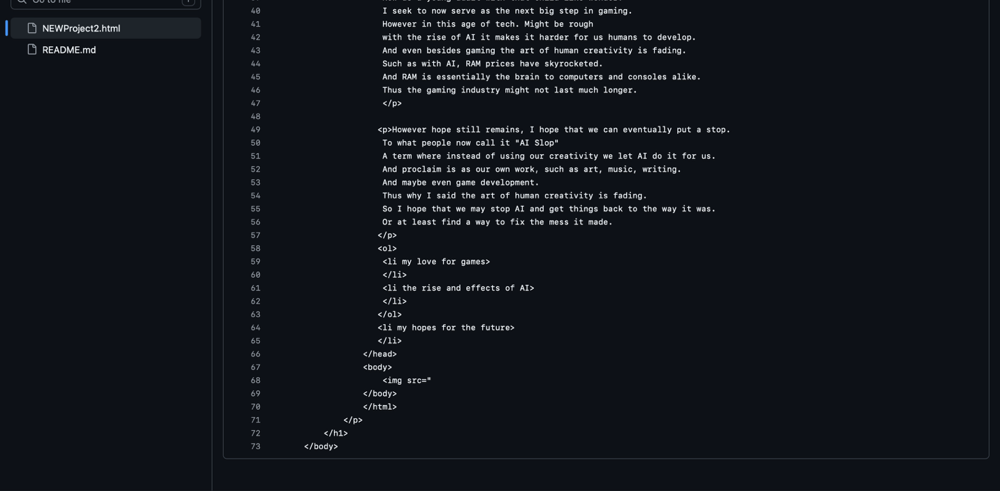 Go to file
NEWProject2.html
README.md
40 I seek to now serve as the next big step in gaming.
41 However in this age of tech. Might be rough
42 with the rise of AI it makes it harder for us humans to develop.
43 And even besides gaming the art of human creativity is fading.
44 Such as with AI, RAM prices have skyrocketed.
45 And RAM is essentially the brain to computers and consoles alike.
46 Thus the gaming industry might not last much longer.
47 </p>
48
49 <p>However hope still remains, I hope that we can eventually put a stop.
50 To what people now call it "AI Slop"
51 A term where instead of using our creativity we let AI do it for us.
52 And proclaim is as our own work, such as art, music, writing.
53 And maybe even game development.
54 Thus why I said the art of human creativity is fading.
55 So I hope that we may stop AI and get things back to the way it was.
56 Or at least find a way to fix the mess it made.
57 </p>
58 <ol>
59 <li my love for games>
60 </li>
61 <li the rise and effects of AI>
62 </li>
63 </ol>
64 <li my hopes for the future>
65 </li>
66 </head>
67 <body>
68 <img src="
69 </body>
70 </html>
71 </p>
72 </h1>
73 </body>